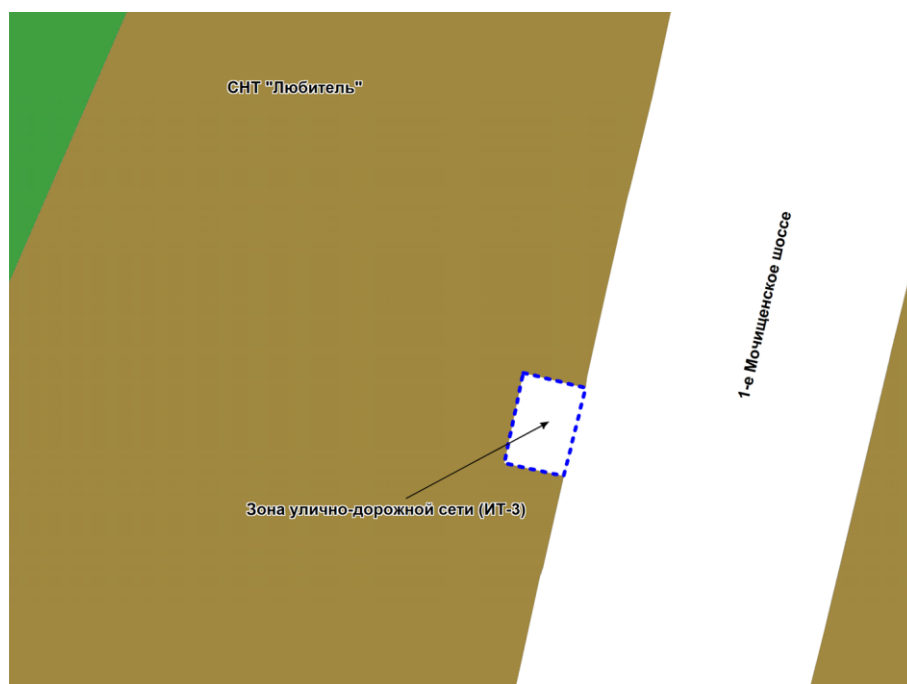 СНТ "Любитель"
1-е Мочищенское шоссе
Зона улично-дорожной сети (ИТ-3)